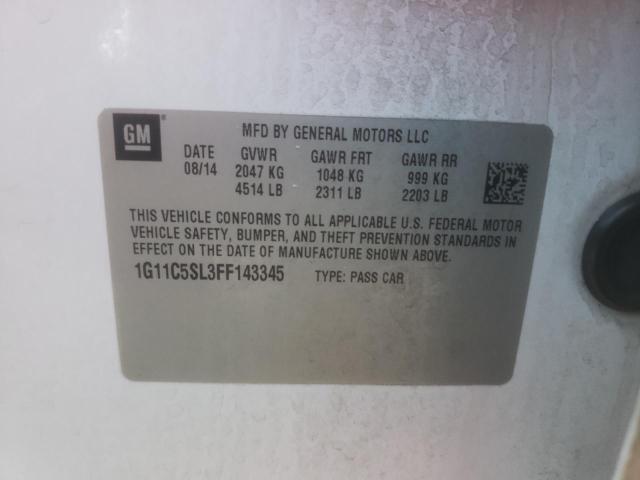 GM
MFD BY GENERAL MOTORS LLC
DATE GVWR GAWR FRT GAWR RR
08/14 2047 KG 1048 KG 999 KG
4514 LB 2311 LB 2203 LB
THIS VEHICLE CONFORMS TO ALL APPLICABLE U.S. FEDERAL MOTOR
VEHICLE SAFETY, BUMPER, AND THEFT PREVENTION STANDARDS IN
EFFECT ON THE DATE OF MANUFACTURE SHOWN ABOVE.
1G11C5SL3FF143345 TYPE: PASS CAR